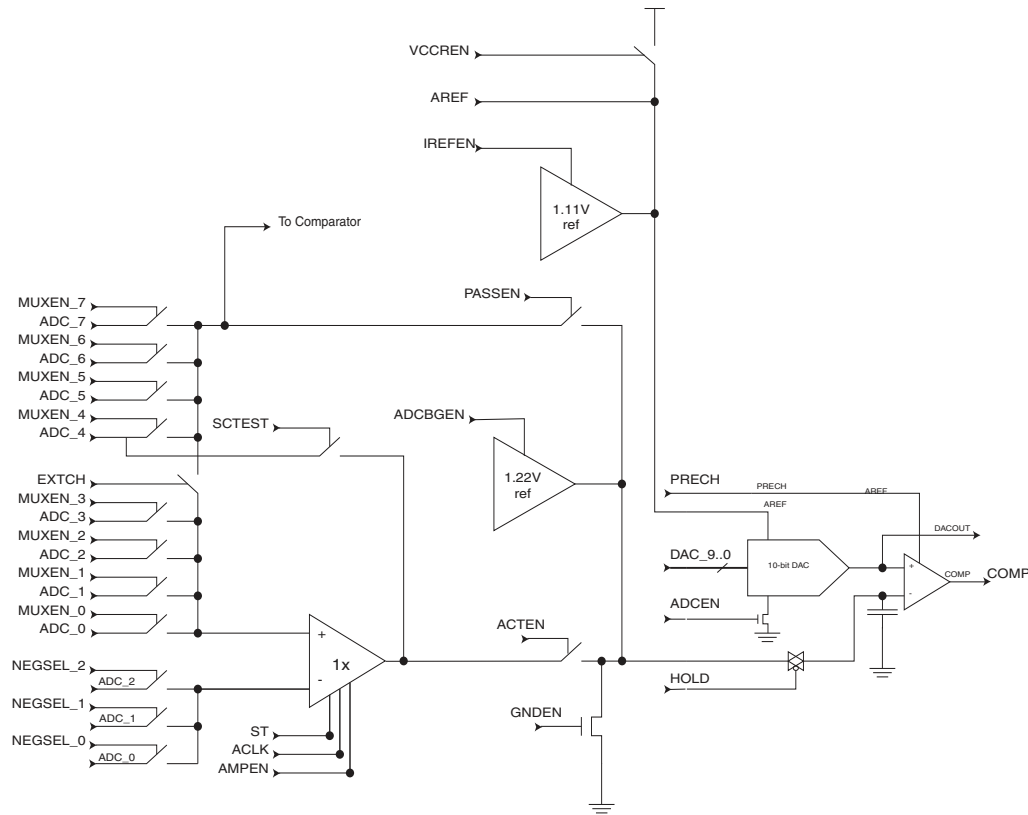 VCCREN
AREF
IREFEN
1.11V
ref
To Comparator
MUXEN_7
ADC_7
MUXEN_6
ADC_6
MUXEN_5
ADC_5
MUXEN_4
ADC_4
PASSEN
SCTEST
ADCBGEN
1.22V
ref
EXTCH
MUXEN_3
ADC_3
MUXEN_2
ADC_2
MUXEN_1
ADC_1
MUXEN_0
ADC_0
PRECH
PRECH
AREF
AREF
DACOUT
DAC_9..0
10-bit DAC
+
-
COMP
COMP
ADCEN
NEGSEL_2
ADC_2
NEGSEL_1
ADC_1
NEGSEL_0
ADC_0
+
1x
-
ACTEN
HOLD
GNDEN
ST
ACLK
AMPEN